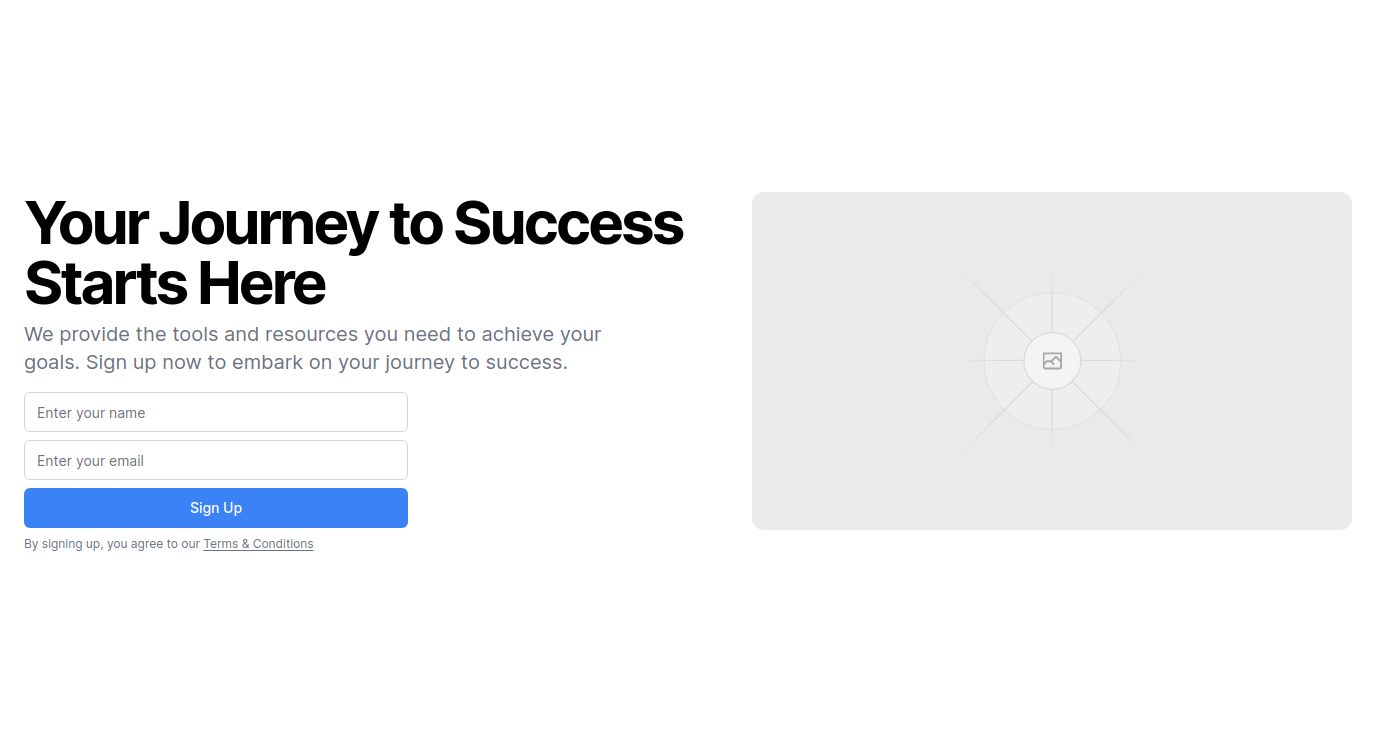 Your Journey to Success
Starts Here
We provide the tools and resources you need to achieve your
goals. Sign up now to embark on your journey to success.
Enter your name
Enter your email
Sign Up
By signing up, you agree to our Terms & Conditions